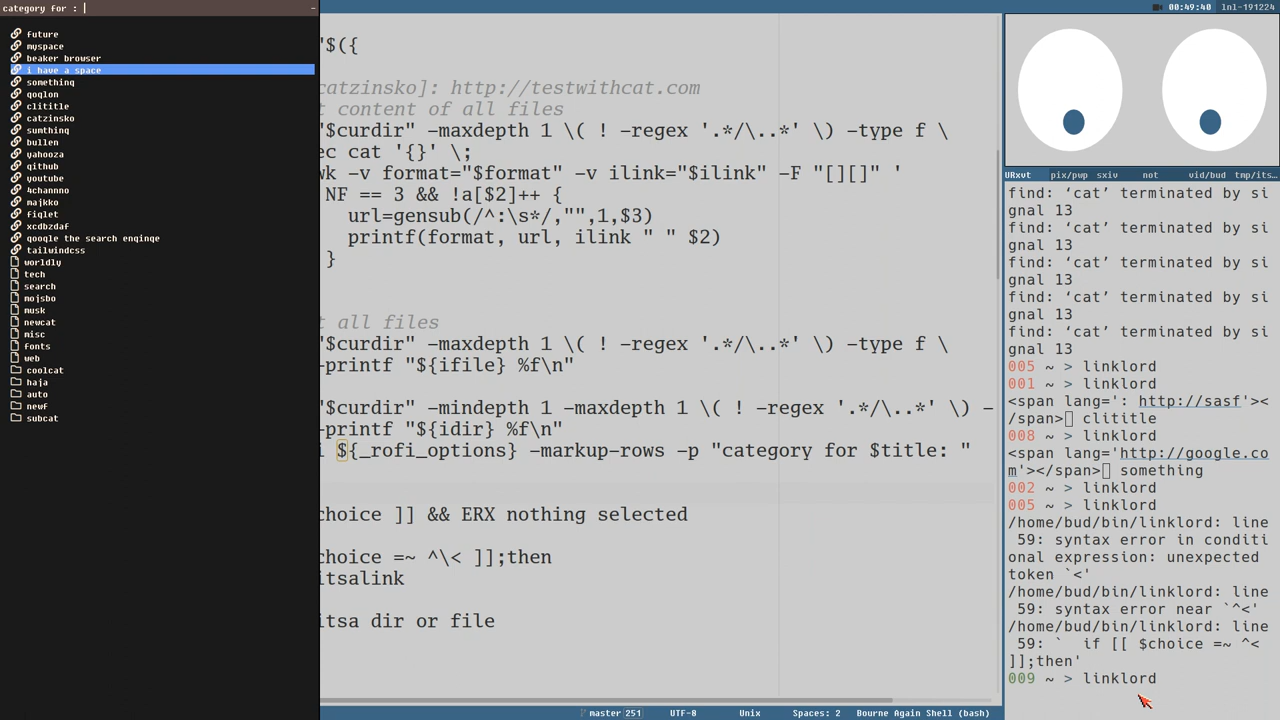 category for :
future
myspace
beaker browser
i have a space
something
goglon
clititle
catzinsko
sumthing
bullen
yahooza
github
youtube
4channno
majkko
figlet
xcdbzdaf
google the search enginge
tailwindcss
worldly
tech
search
mojsbo
musk
newcat
misc
fonts
web
coolcat
haja
auto
newf
subcat
"$({
catzinsko]: http://testwithcat.com
t content of all files
"$curdir" -maxdepth 1 \( ! -regex '.*/\..*' \) -type f \
ec cat '{}' \;
wk -v format="$format" -v ilink="$ilink" -F "[][]" '
NF == 3 && !a[$2]++ {
url=gensub(/^:\s*/,"",1,$3)
printf(format, url, ilink " " $2)
}
t all files
"$curdir" -maxdepth 1 \( ! -regex '.*/\..*' \) -type f \
-printf "${ifile} %f\n"
"$curdir" -mindepth 1 -maxdepth 1 \( ! -regex '.*/\..*' \) -
-printf "${idir} %f\n"
i ${_rofi_options} -markup-rows -p "category for $title: "
choice ]] && ERX nothing selected
choice =~ ^\< ]];then
itsalink
itsa dir or file
master 251 UTF-8 Unix Spaces: 2 Bourne Again Shell (bash)
00:49:40 lnl-191224
URxvt pix/pwp sxiv not vid/bud tmp/its…
find: ‘cat’ terminated by si
gnal 13
find: ‘cat’ terminated by si
gnal 13
find: ‘cat’ terminated by si
gnal 13
find: ‘cat’ terminated by si
gnal 13
find: ‘cat’ terminated by si
gnal 13
005 ~ > linklord
001 ~ > linklord
<span lang=': http://sasf'><
/span> clititle
008 ~ > linklord
<span lang='http://google.co
m'></span> something
002 ~ > linklord
005 ~ > linklord
/home/bud/bin/linklord: line
59: syntax error in conditi
onal expression: unexpected
token `<'
/home/bud/bin/linklord: line
59: syntax error near `^<'
/home/bud/bin/linklord: line
59: `  if [[ $choice =~ ^<
]];then'
009 ~ > linklord